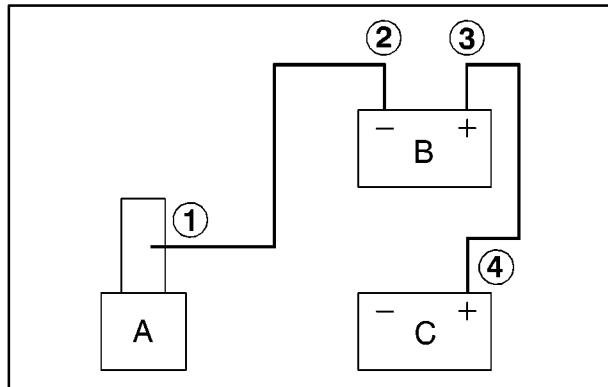 ② ③
− +
B
①
④
− +
A C